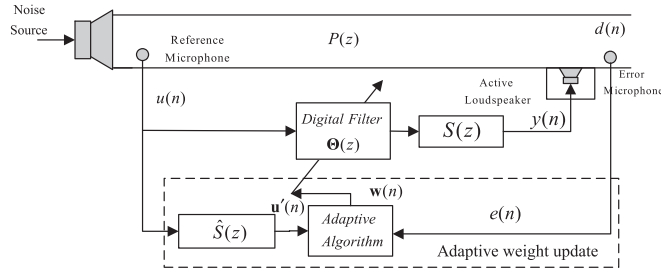 Noise
Source
Reference
Microphone
P(z)
d(n)
Active
Loudspeaker
Error
Microphone
u(n)
Digital Filter
Θ(z)
S(z)
y(n)
u′(n)
w(n)
Ŝ(z)
Adaptive
Algorithm
e(n)
Adaptive weight update